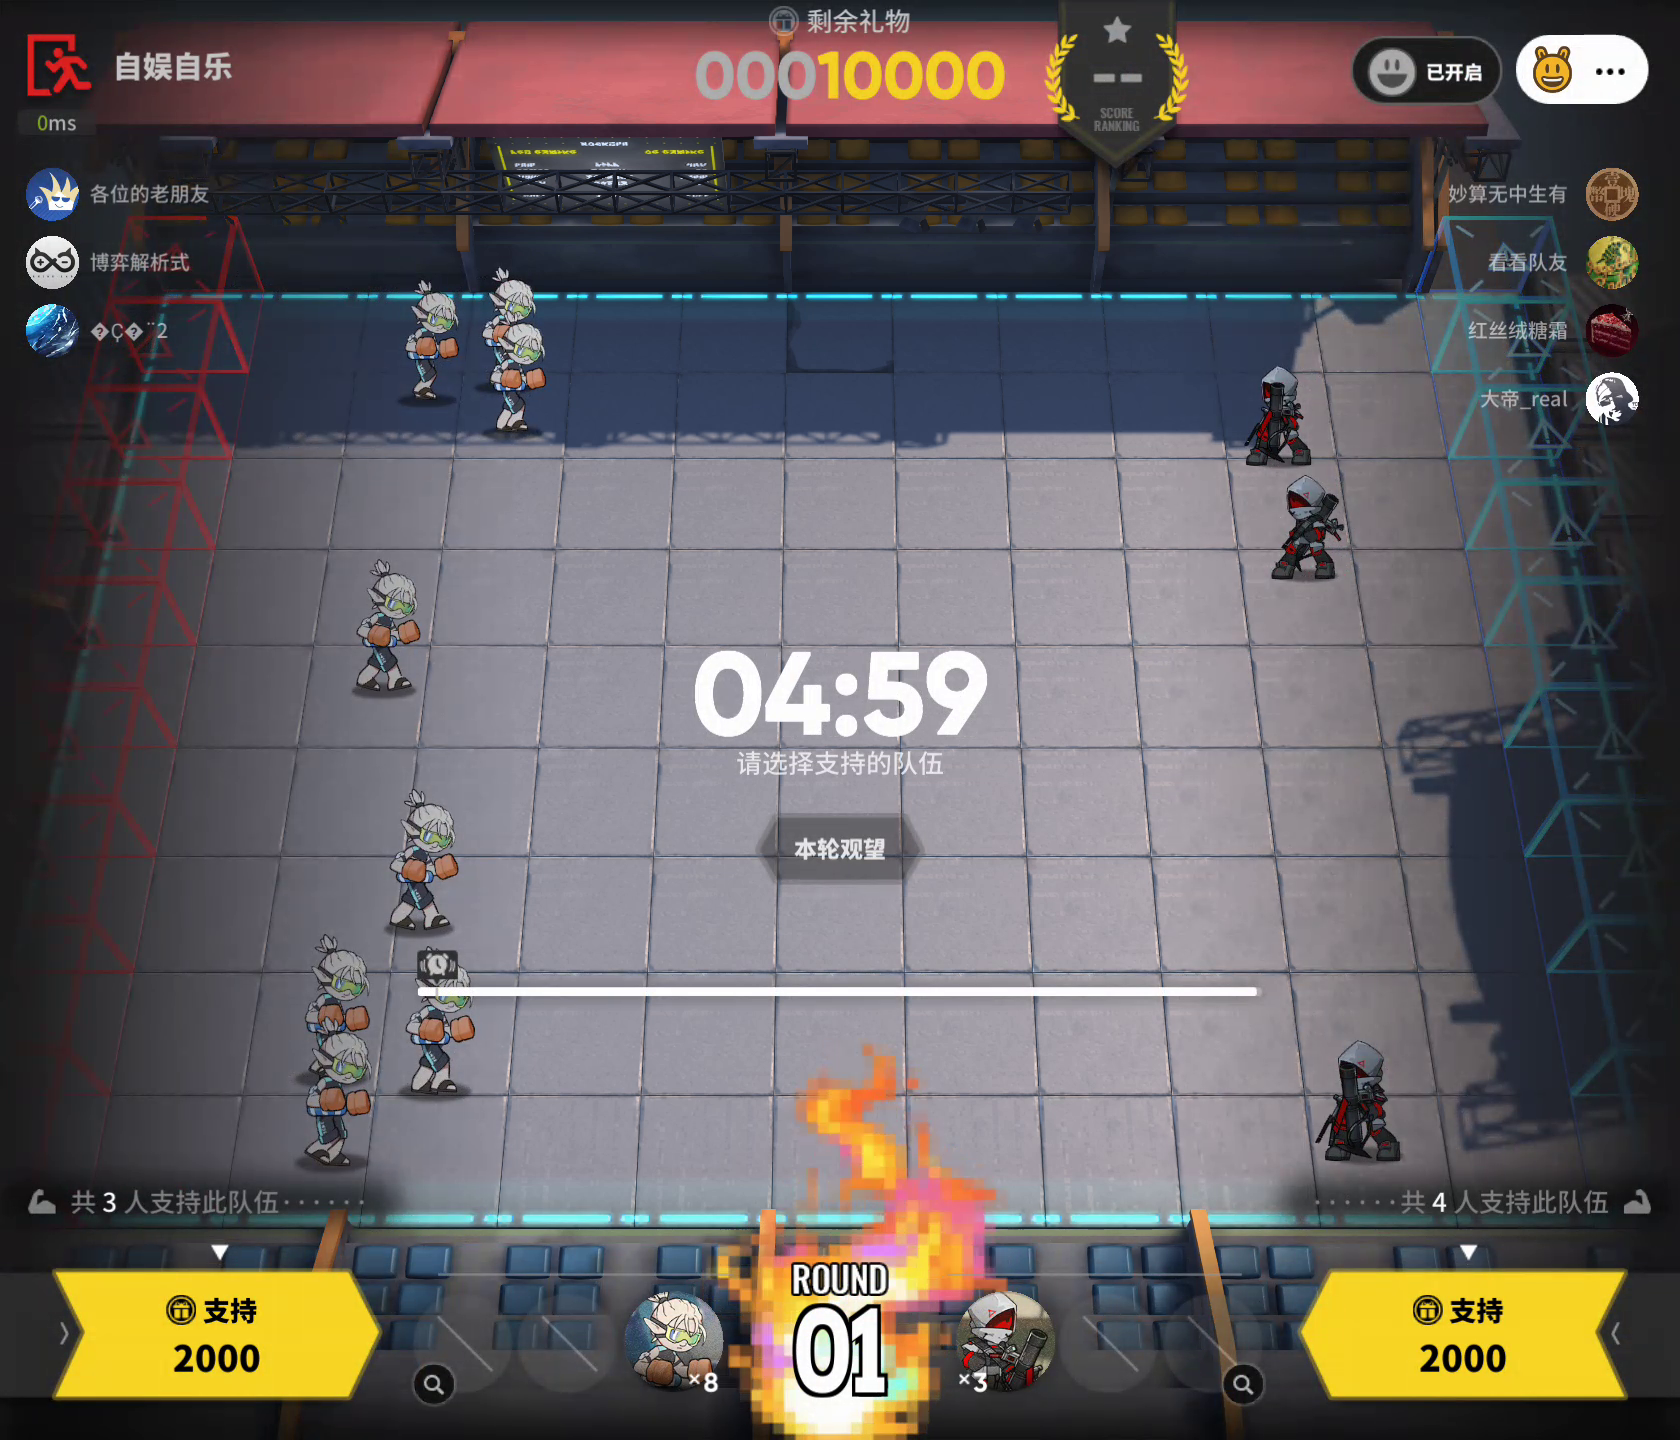 剩余礼物
自娱自乐
00010000
已开启
0ms
SCORE
RANKING
各位的老朋友
妙算无中生有
博弈解析式
看看队友
�Ç�¨2
红丝绒糖霜
大帝_real
04:59
请选择支持的队伍
本轮观望
共 3 人支持此队伍
共 4 人支持此队伍
支持
2000
×8
ROUND
01
×3
支持
2000